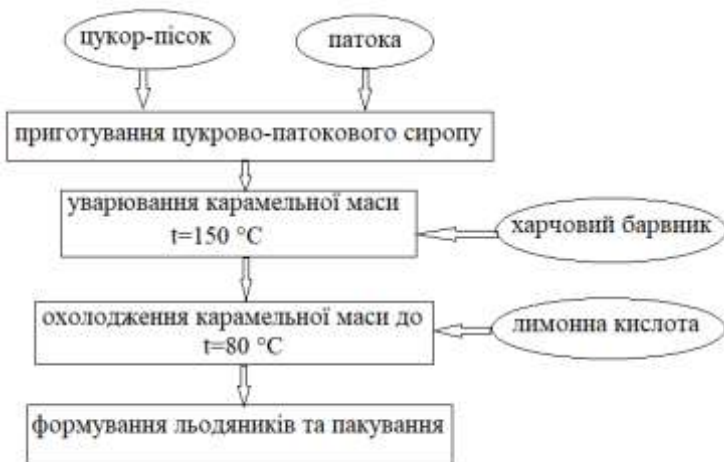 цукор-пісок
патока
приготування цукрово-патокового сиропу
уварювання карамельної маси
t=150 °C
харчовий барвник
охолодження карамельної маси до
t=80 °C
лимонна кислота
формування льодяників та пакування